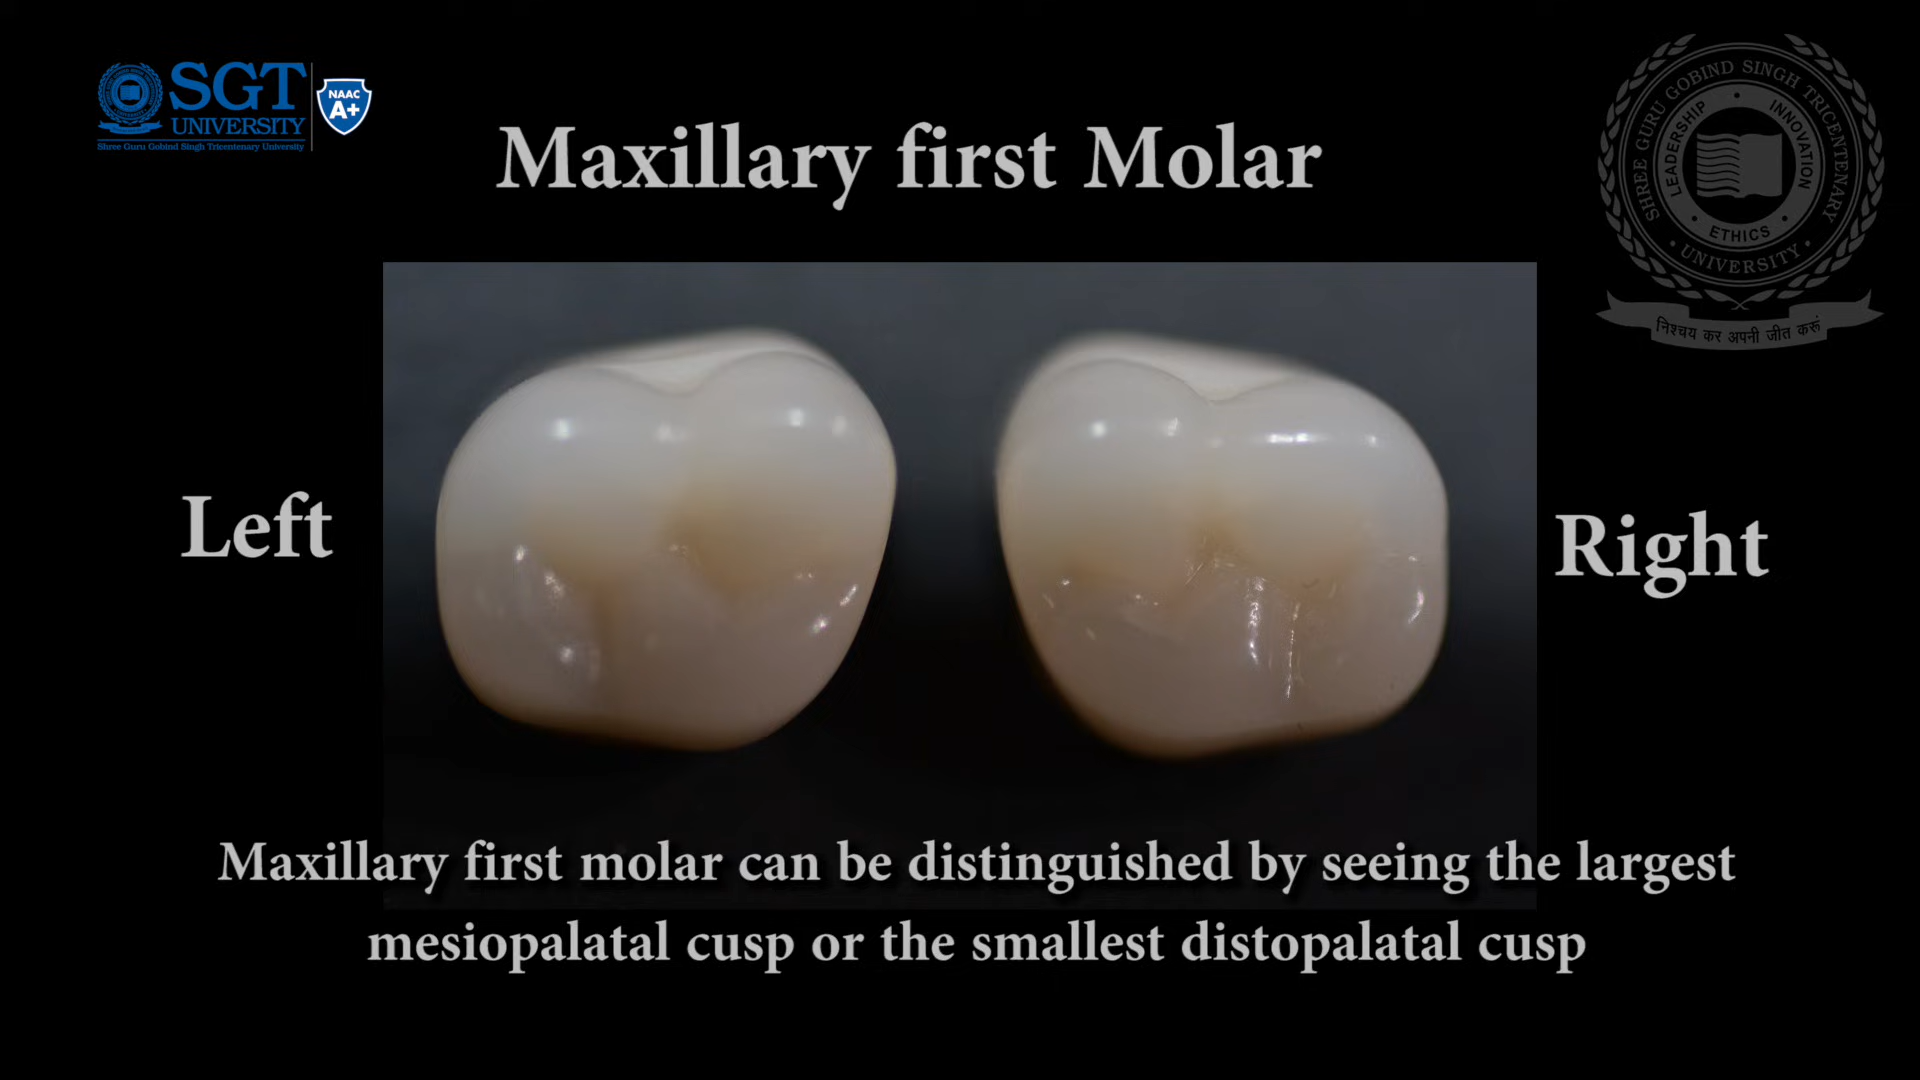 SGT
UNIVERSITY
Shree Guru Gobind Singh Tricentenary University
NAAC
A+
SHREE GURU GOBIND SINGH TRICENTENARY
UNIVERSITY
LEADERSHIP
INNOVATION
ETHICS
निश्चय कर अपनी जीत करूं
Maxillary first Molar
Left
Right
Maxillary first molar can be distinguished by seeing the largest
mesiopalatal cusp or the smallest distopalatal cusp